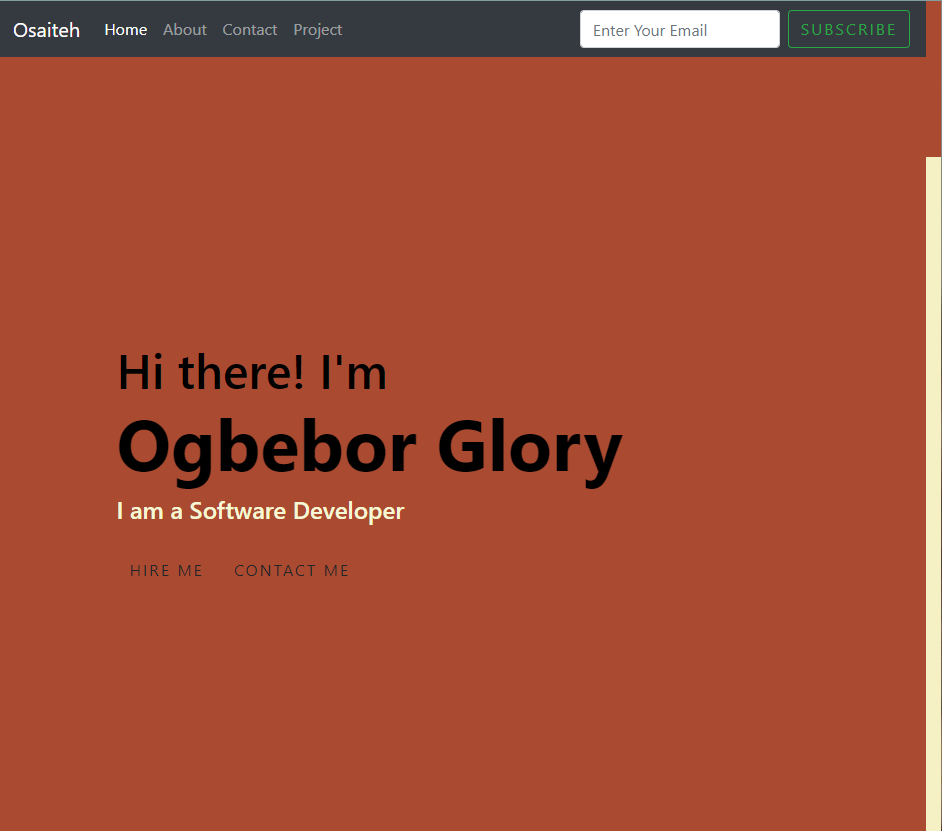 Osaiteh Home About Contact Project Enter Your Email SUBSCRIBE
Hi there! I'm
Ogbebor Glory
I am a Software Developer
HIRE ME CONTACT ME